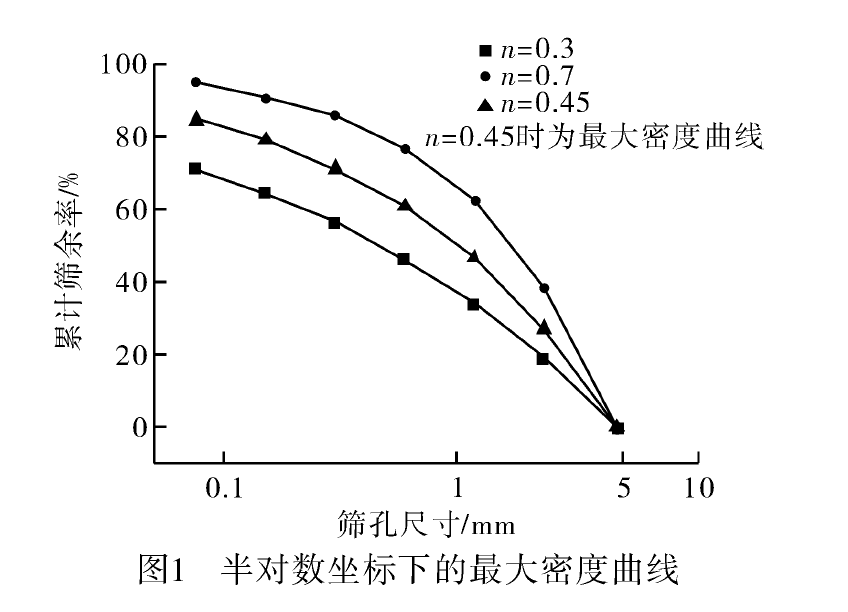 n=0.3
n=0.7
n=0.45
n=0.45时为最大密度曲线
100
80
60
40
20
0
累计筛余率/%
0.1 1 5 10
筛孔尺寸/mm
图1 半对数坐标下的最大密度曲线